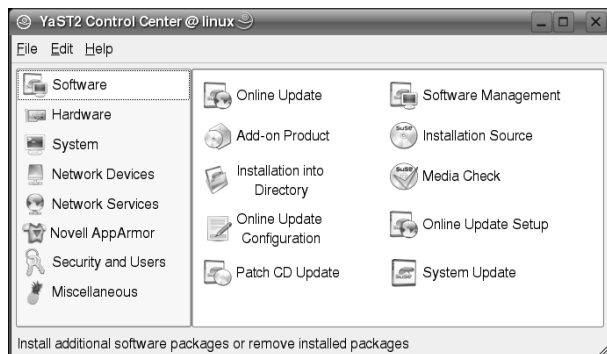 YaST2 Control Center @ linux
File Edit Help
Software
Hardware
System
Network Devices
Network Services
Novell AppArmor
Security and Users
Miscellaneous
Online Update
Software Management
Add-on Product
SUSE
Installation Source
Installation into
Directory
SUSE
Media Check
Online Update
Configuration
Online Update Setup
Patch CD Update
System Update
Install additional software packages or remove installed packages